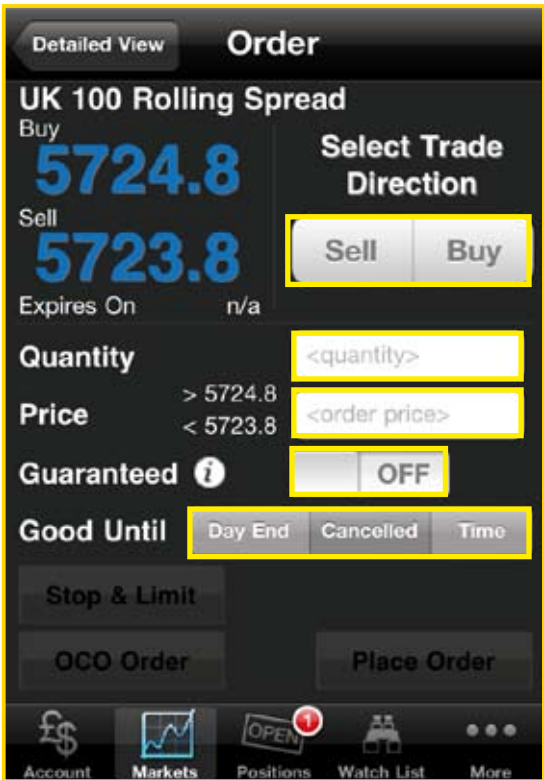 Detailed View Order
UK 100 Rolling Spread
Buy
5724.8
Sell
5723.8
Expires On n/a
Select Trade
Direction
Sell Buy
Quantity <quantity>
Price > 5724.8
< 5723.8
<order price>
Guaranteed i OFF
Good Until Day End Cancelled Time
Stop & Limit
OCO Order Place Order
£$ OPEN 1
Account Markets Positions Watch List More